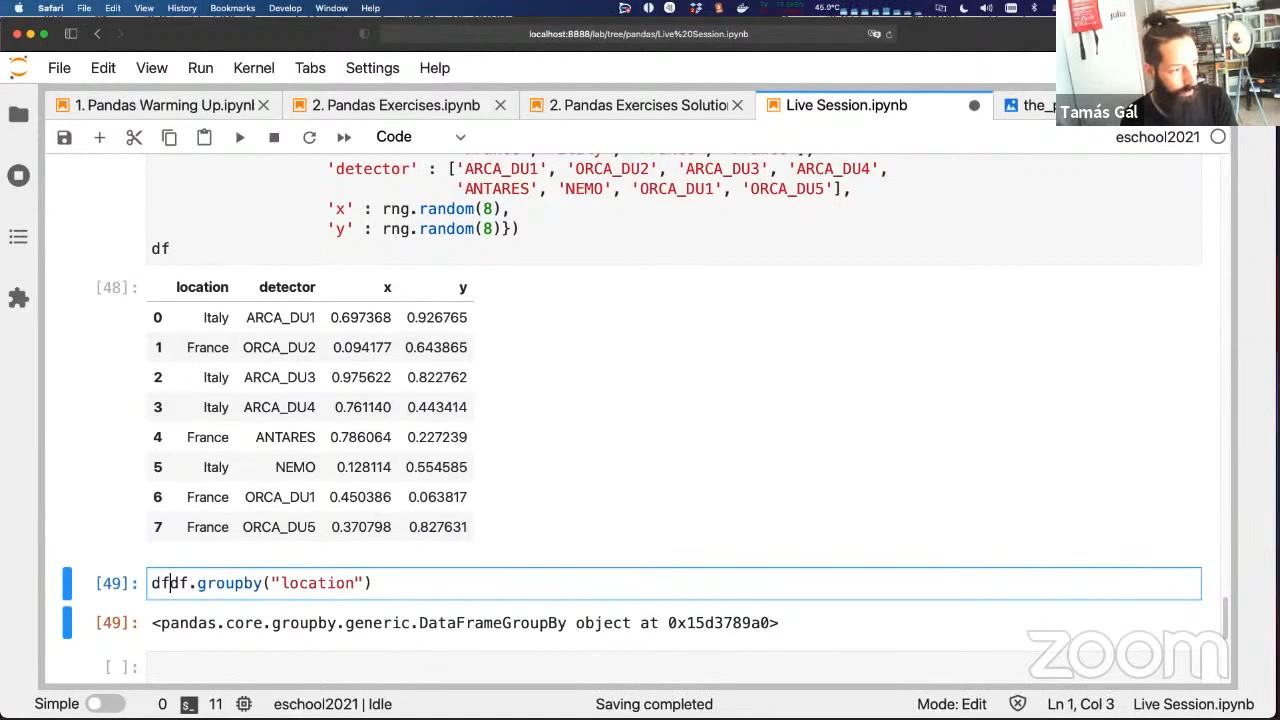 Safari File Edit View History Bookmarks Develop Window Help
localhost:8888/lab/tree/pandas/Live%20Session.ipynb
File Edit View Run Kernel Tabs Settings Help
Tamás Gál
1. Pandas Warming Up.ipynl
2. Pandas Exercises.ipynb
2. Pandas Exercises Solutio
Live Session.ipynb
the_p
Code
eschool2021
'detector' : ['ARCA_DU1', 'ORCA_DU2', 'ARCA_DU3', 'ARCA_DU4',
'ANTARES', 'NEMO', 'ORCA_DU1', 'ORCA_DU5'],
'x' : rng.random(8),
'y' : rng.random(8)})
df
[48]:
location detector x y
0 Italy ARCA_DU1 0.697368 0.926765
1 France ORCA_DU2 0.094177 0.643865
2 Italy ARCA_DU3 0.975622 0.822762
3 Italy ARCA_DU4 0.761140 0.443414
4 France ANTARES 0.786064 0.227239
5 Italy NEMO 0.128114 0.554585
6 France ORCA_DU1 0.450386 0.063817
7 France ORCA_DU5 0.370798 0.827631
[49]: dfdf.groupby("location")
[49]: <pandas.core.groupby.generic.DataFrameGroupBy object at 0x15d3789a0>
[ ]:
zoom
Simple 0 11 eschool2021 | Idle Saving completed Mode: Edit Ln 1, Col 3 Live Session.ipynb